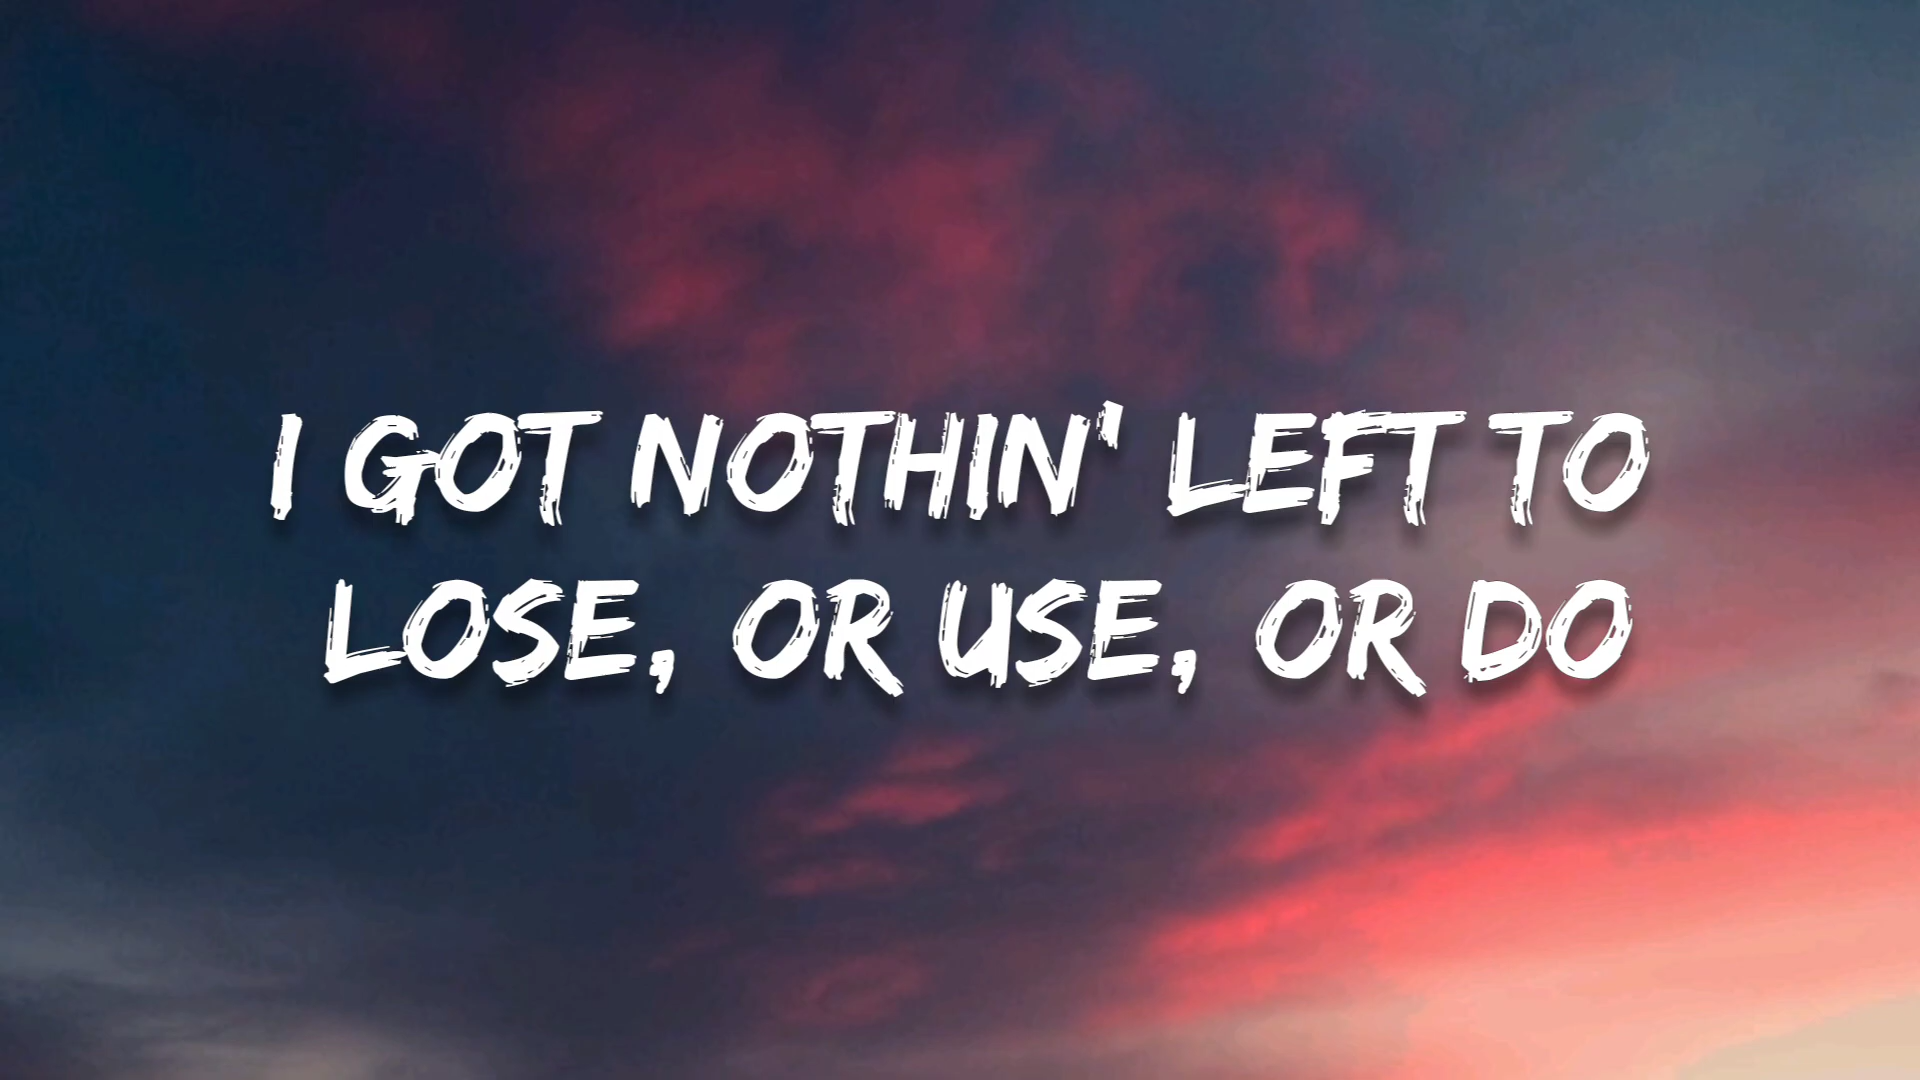 I GOT NOTHIN' LEFT TO
LOSE, OR USE, OR DO